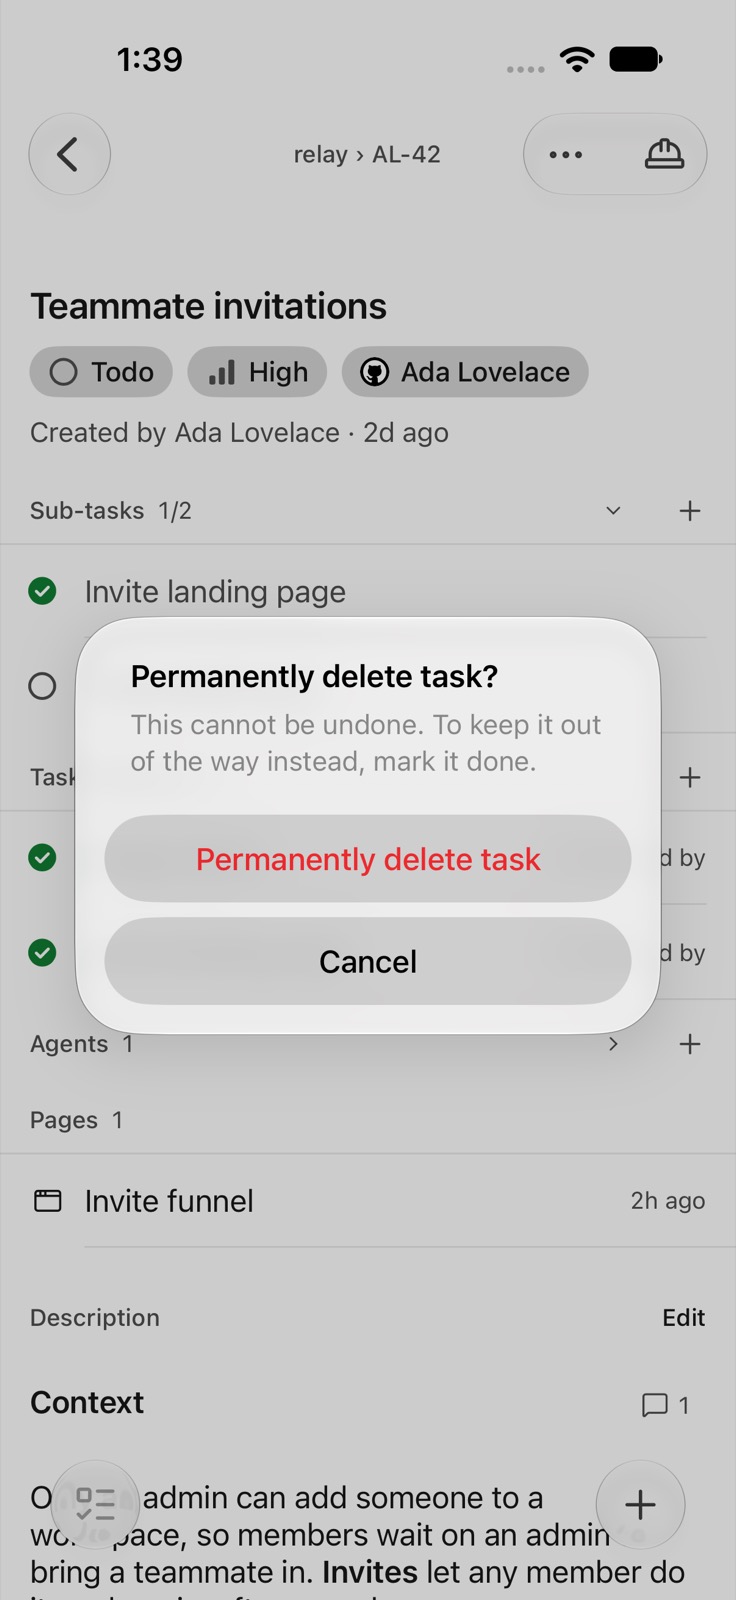 1:39
relay › AL-42
Teammate invitations
Todo
High
Ada Lovelace
Created by Ada Lovelace · 2d ago
Sub-tasks 1/2
Invite landing page
Permanently delete task?
This cannot be undone. To keep it out
of the way instead, mark it done.
Permanently delete task
Cancel
d by
d by
Agents 1
Pages 1
Invite funnel 2h ago
Description Edit
Context 1
admin can add someone to a
so members wait on an admin
bring a teammate in. Invites let any member do